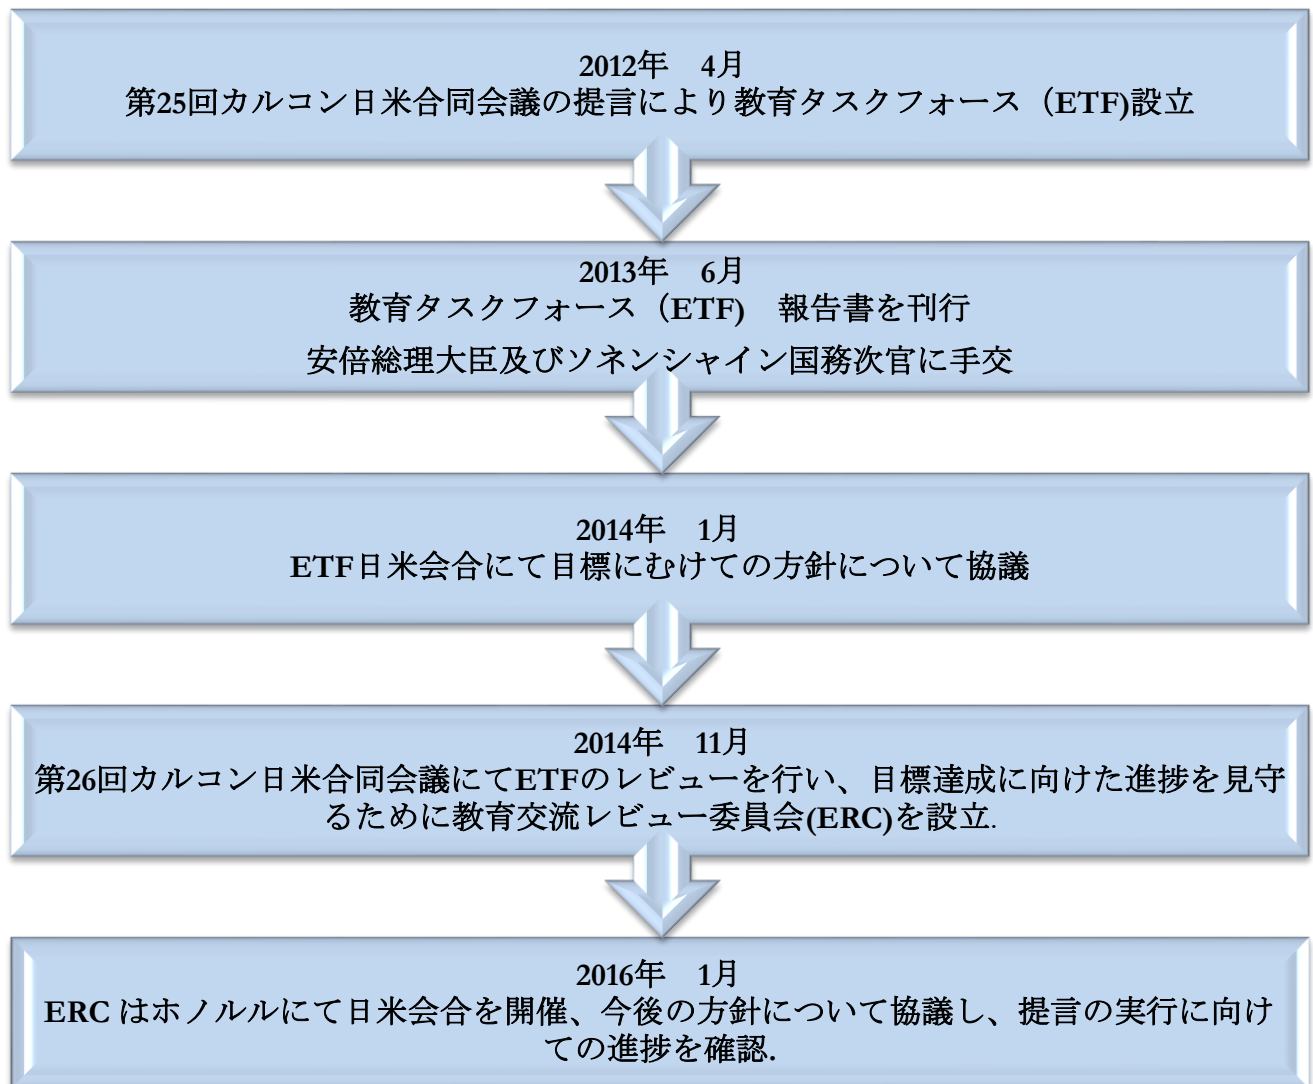 2012年　4月
第25回カルコン日米合同会議の提言により教育タスクフォース（ETF)設立
2013年　6月
教育タスクフォース（ETF)　報告書を刊行
安倍総理大臣及びソネンシャイン国務次官に手交
2014年　1月
ETF日米会合にて目標にむけての方針について協議
2014年　11月
第26回カルコン日米合同会議にてETFのレビューを行い、目標達成に向けた進捗を見守
るために教育交流レビュー委員会(ERC)を設立.
2016年　1月
ERC はホノルルにて日米会合を開催、今後の方針について協議し、提言の実行に向け
ての進捗を確認.